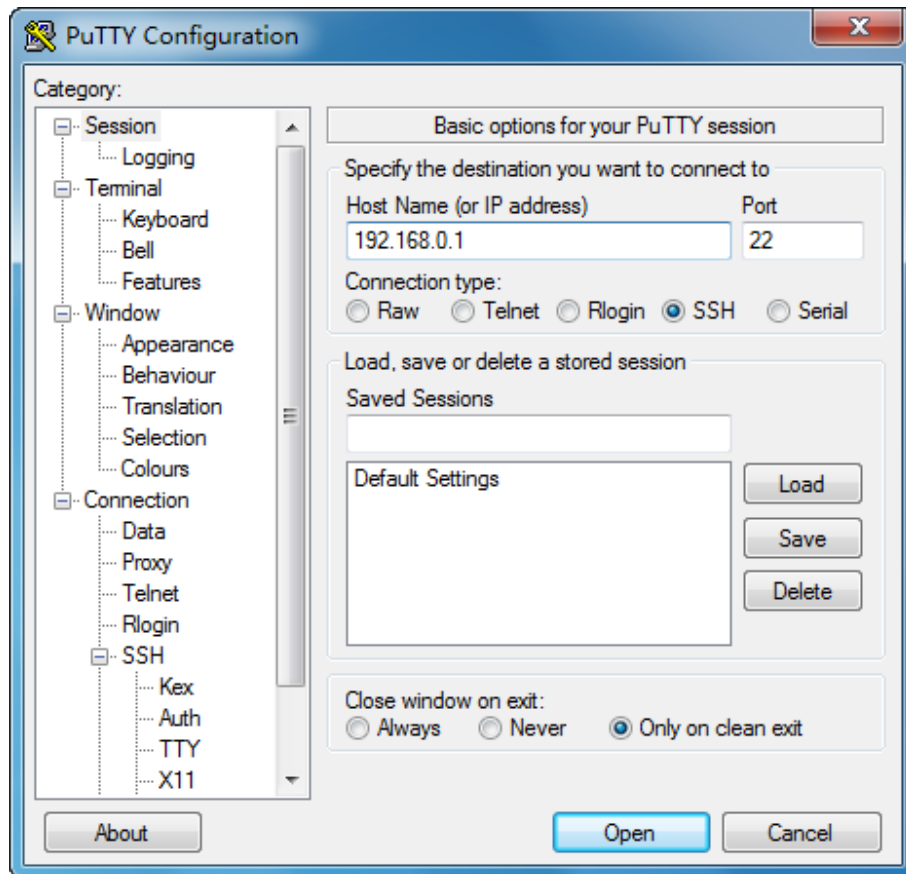 PuTTY Configuration
Category:
Session
Logging
Terminal
Keyboard
Bell
Features
Window
Appearance
Behaviour
Translation
Selection
Colours
Connection
Data
Proxy
Telnet
Rlogin
SSH
Kex
Auth
TTY
X11
Basic options for your PuTTY session
Specify the destination you want to connect to
Host Name (or IP address) Port
192.168.0.1 22
Connection type:
Raw Telnet Rlogin SSH Serial
Load, save or delete a stored session
Saved Sessions
Default Settings
Load
Save
Delete
Close window on exit:
Always Never Only on clean exit
About Open Cancel